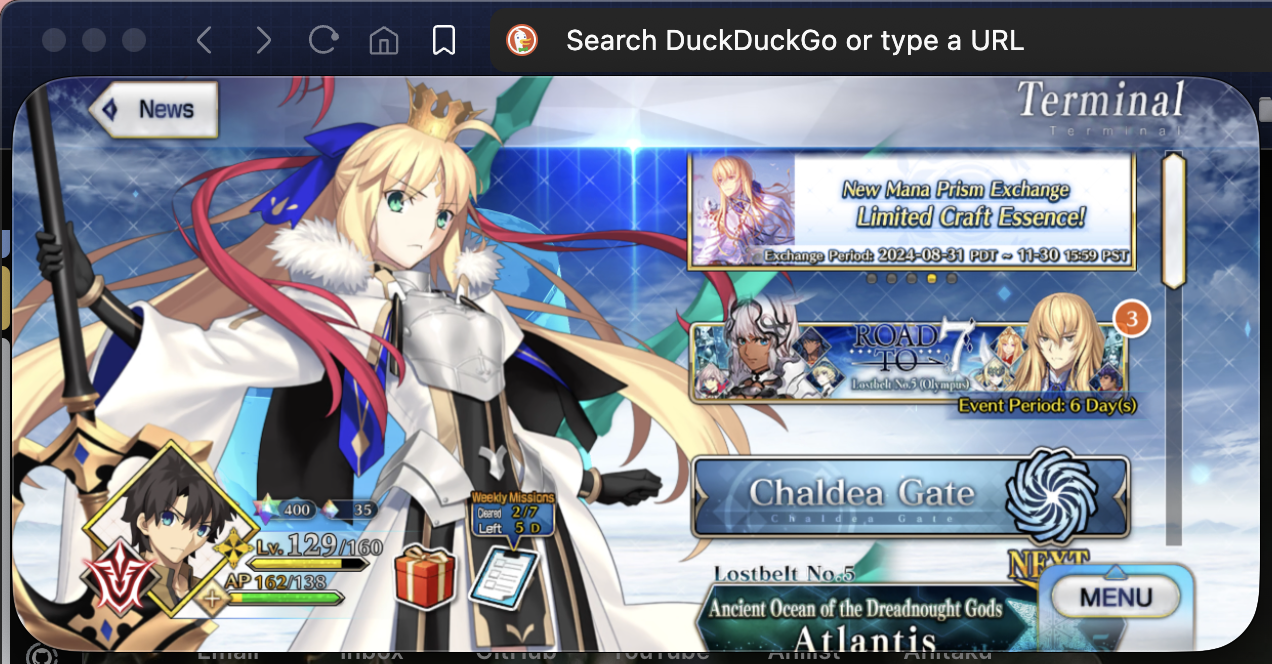 Search DuckDuckGo or type a URL
News
Terminal
Terminal
New Mana Prism Exchange
Limited Craft Essence!
Exchange Period: 2024-08-31 PDT ~ 11-30 15:59 PST
3
ROAD
TO 7
Lostbelt No.5 (Olympus)
Event Period: 6 Day(s)
Chaldea Gate
Chaldea Gate
Weekly Missions
Cleared 2/7
Left 5 D
400
35
Lv. 129/160
AP 162/138
NEXT
Lostbelt No.5
Ancient Ocean of the Dreadnought Gods
Atlantis
MENU
Email Inbox GitHub YouTube Anilist Anitaku